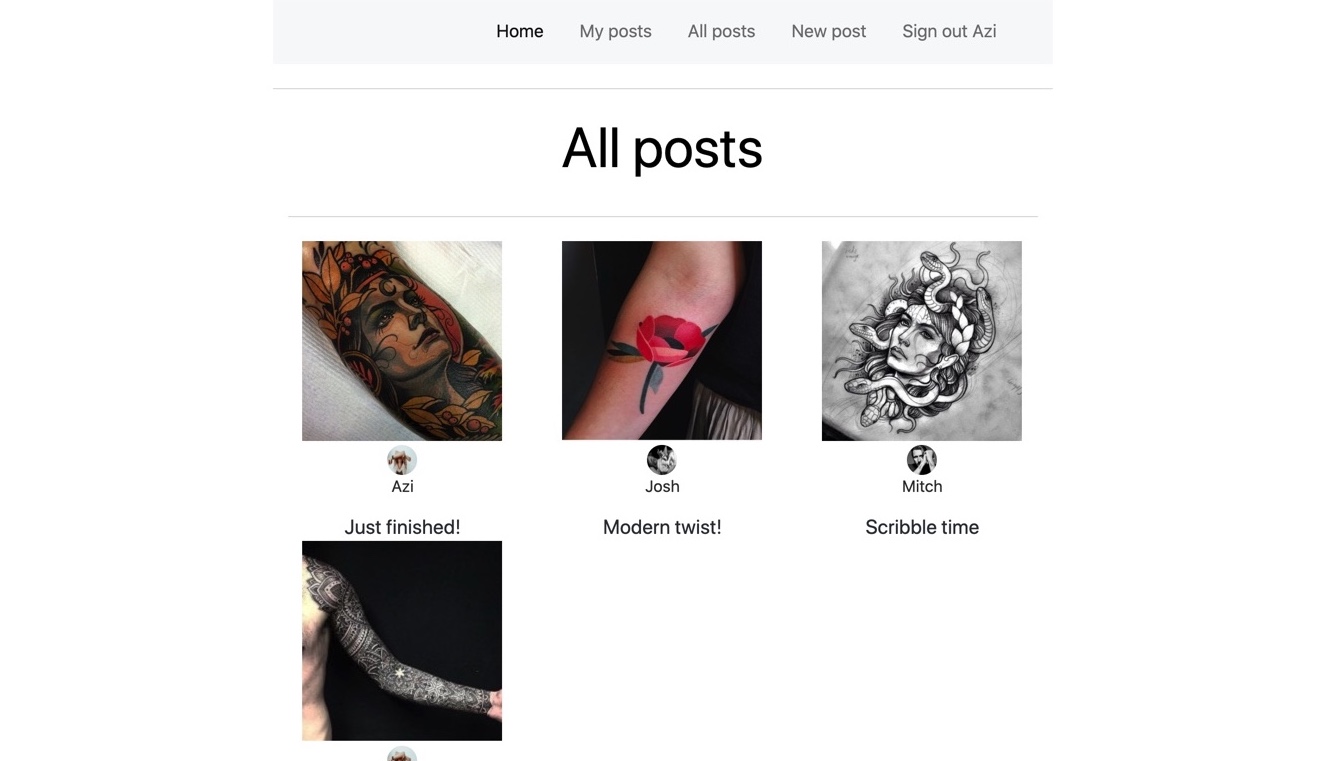 Home My posts All posts New post Sign out Azi
All posts
Azi Josh Mitch
Just finished! Modern twist! Scribble time